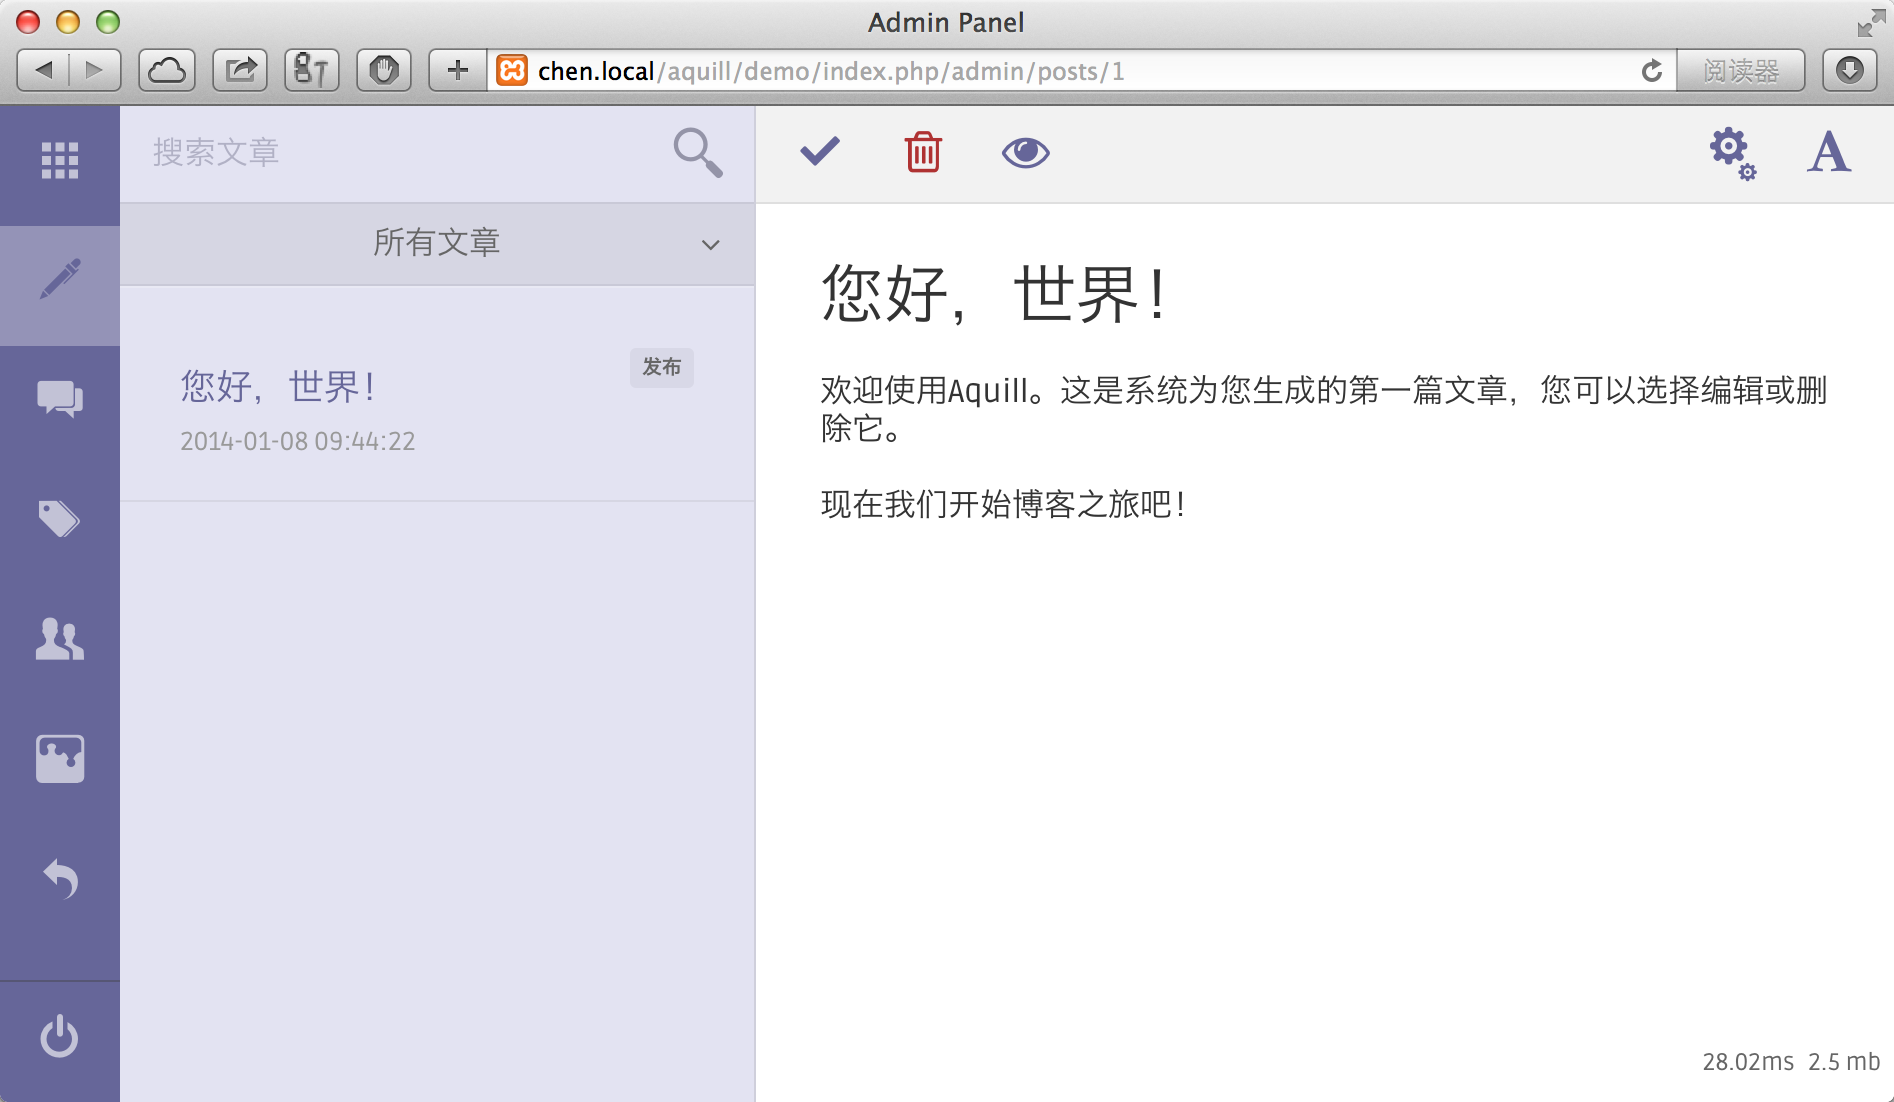 Admin Panel
chen.local/aquill/demo/index.php/admin/posts/1
阅读器
搜索文章
所有文章
您好，世界！
发布
2014-01-08 09:44:22
A
您好，世界！
欢迎使用Aquill。这是系统为您生成的第一篇文章，您可以选择编辑或删
除它。
现在我们开始博客之旅吧！
28.02ms 2.5 mb